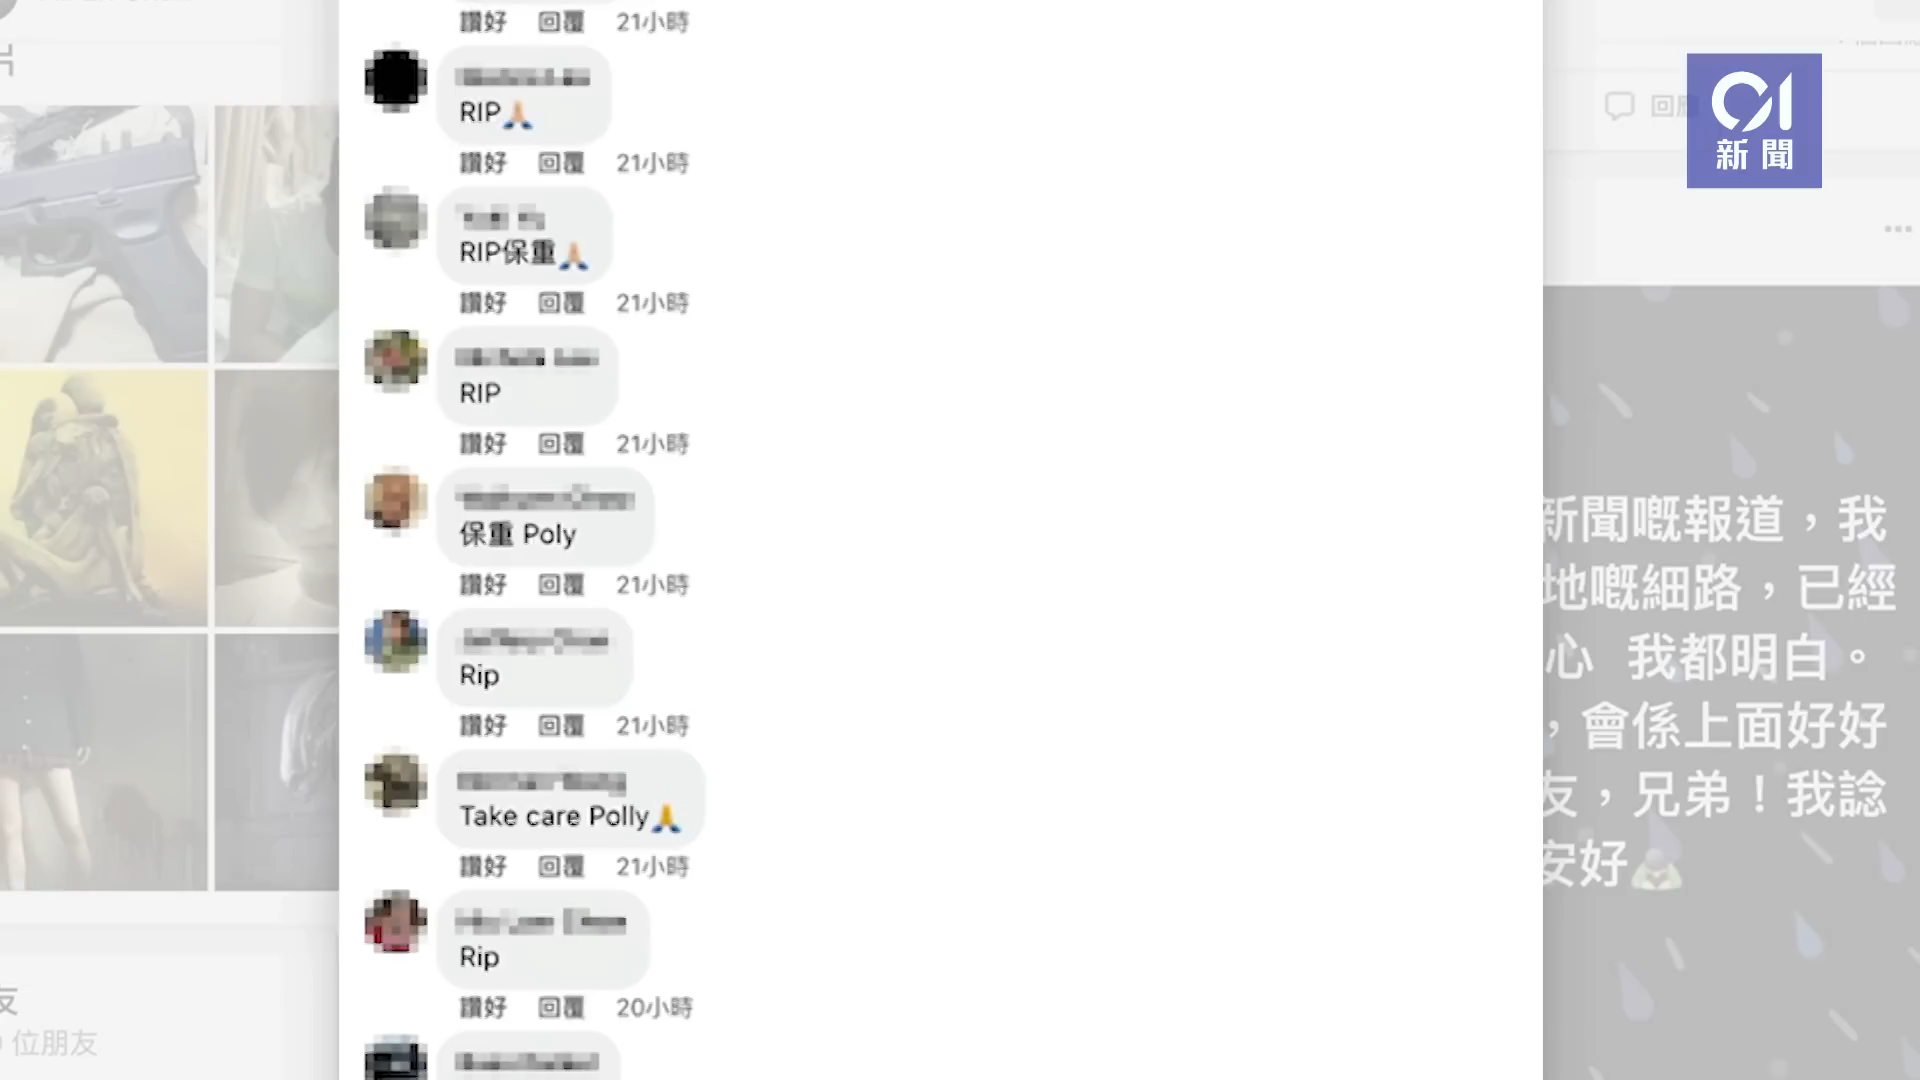 讚好 回覆 21小時
RIP🙏🏼
讚好 回覆 21小時
RIP保重🙏🏼
讚好 回覆 21小時
RIP
讚好 回覆 21小時
保重 Poly
讚好 回覆 21小時
Rip
讚好 回覆 21小時
Take care Polly🙏
讚好 回覆 21小時
Rip
讚好 回覆 20小時
片
友
位朋友
01
新聞
回應
新聞嘅報道，我
地嘅細路，已經
心 我都明白。
，會係上面好好
友，兄弟！我諗
安好